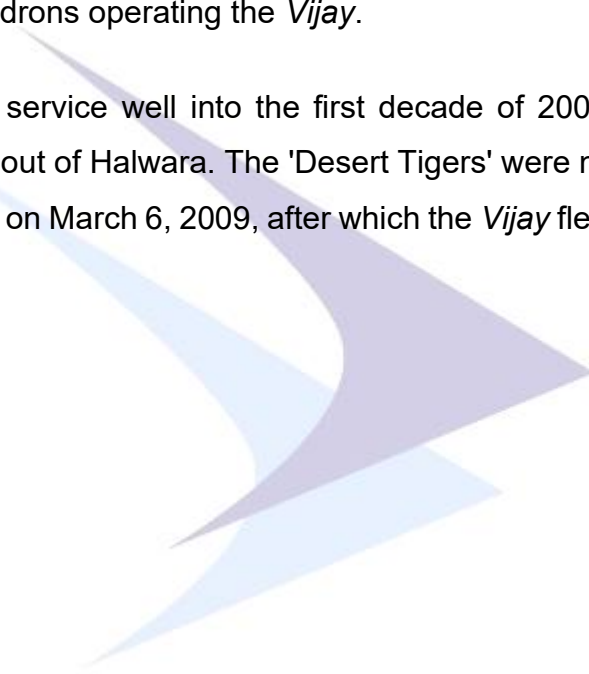 drons operating the Vijay.
service well into the first decade of 200
out of Halwara. The 'Desert Tigers' were
on March 6, 2009, after which the Vijay